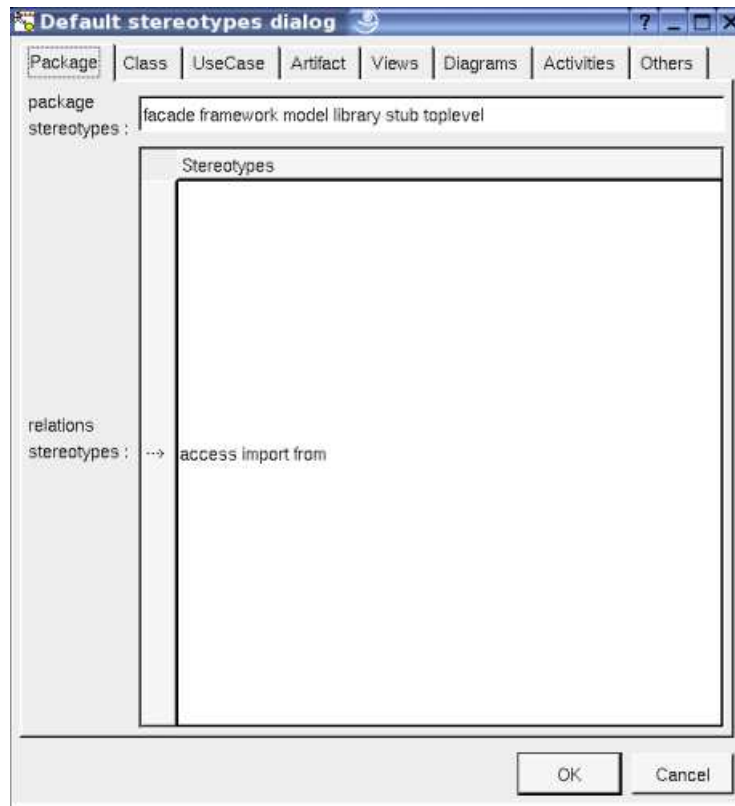 Default stereotypes dialog
Package Class UseCase Artifact Views Diagrams Activities Others
package
stereotypes :
facade framework model library stub toplevel
Stereotypes
relations
stereotypes :
access import from
OK Cancel